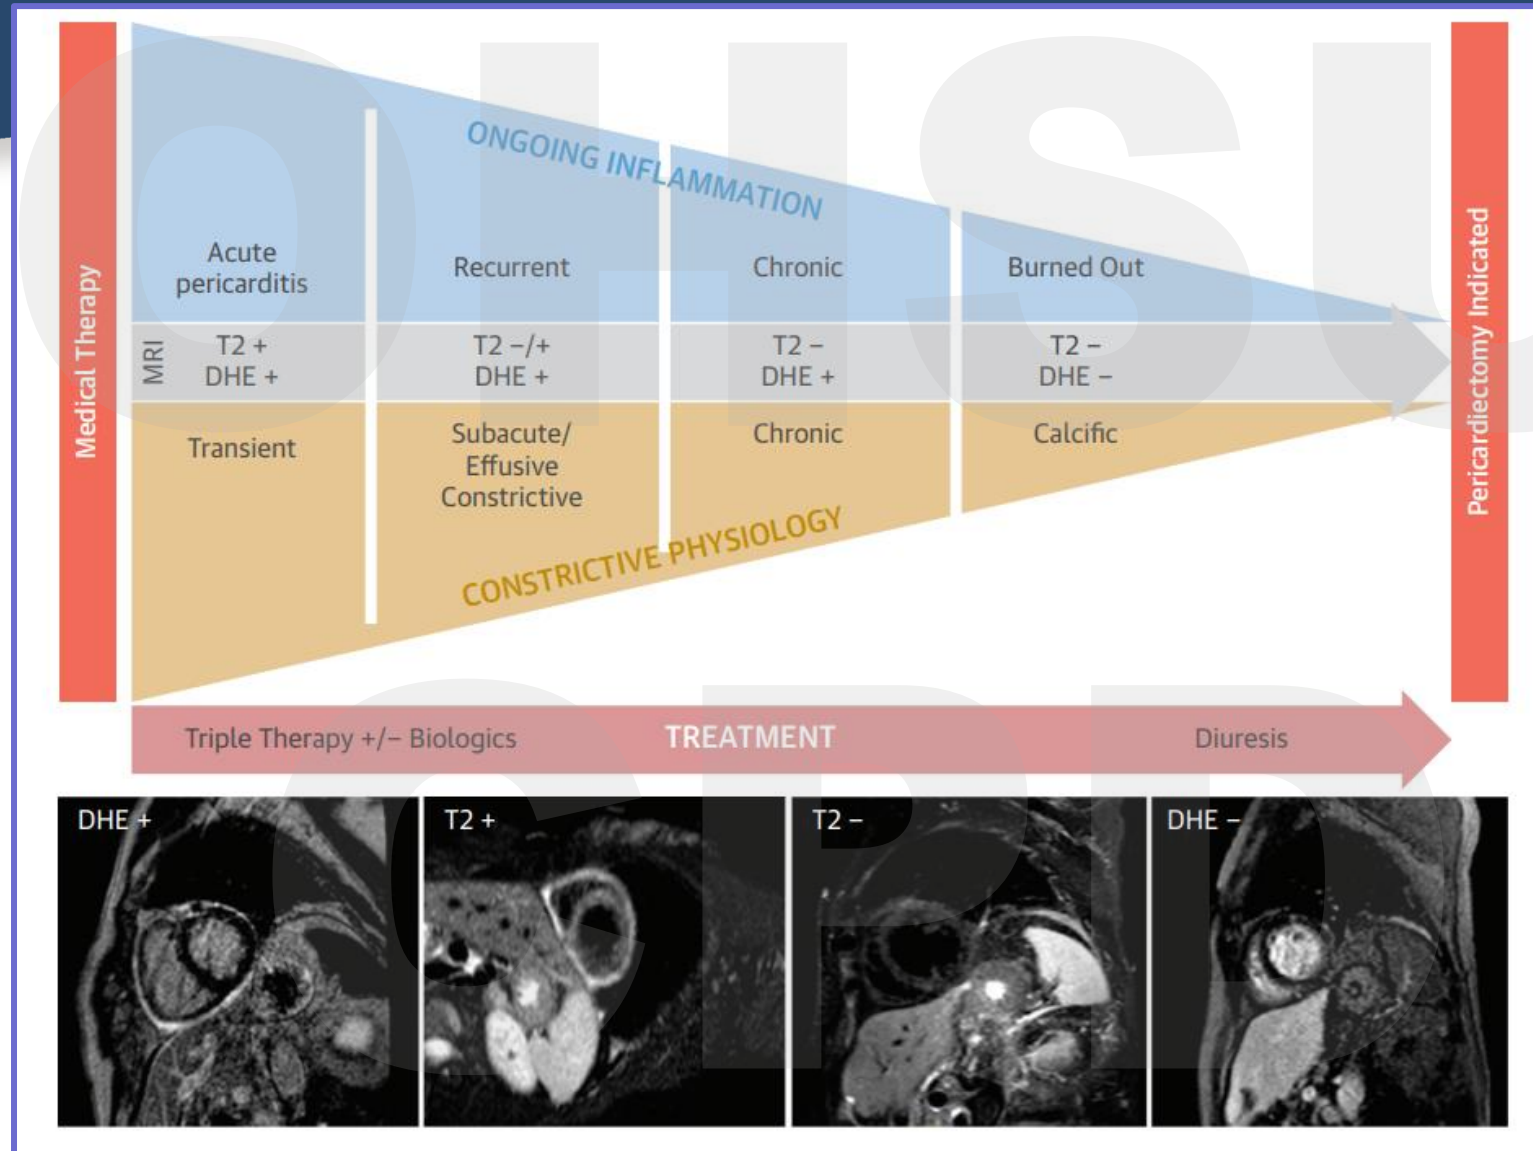 OHSU
CPD
Medical Therapy
ONGOING INFLAMMATION
Acute
pericarditis
Recurrent
Chronic
Burned Out
MRI
T2 +
DHE +
T2 −/+
DHE +
T2 −
DHE +
T2 −
DHE −
Transient
Subacute/
Effusive
Constrictive
Chronic
Calcific
CONSTRICTIVE PHYSIOLOGY
Pericardiectomy Indicated
Triple Therapy +/− Biologics
TREATMENT
Diuresis
DHE +
T2 +
T2 −
DHE −